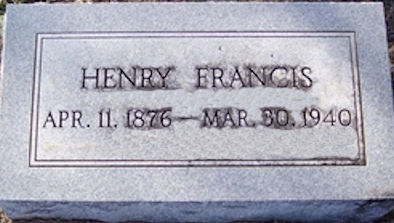 HENRY FRANCIS
APR. 11, 1876 — MAR. 30, 1940